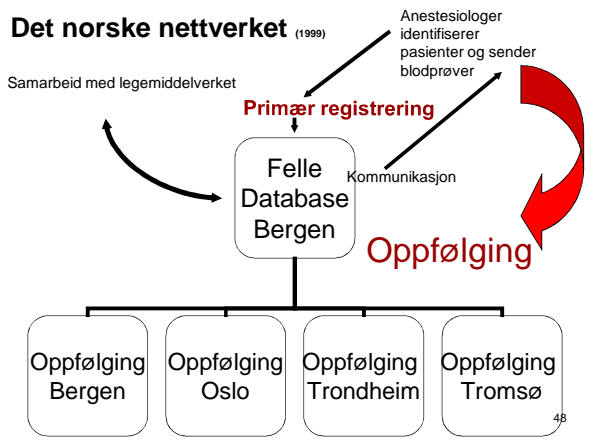 Det norske nettverket (1999)
Anestesiologer
identifiserer
pasienter og sender
blodprøver
Samarbeid med legemiddelverket
Primær registrering
Felle
Database
Bergen
Kommunikasjon
Oppfølging
Oppfølging
Bergen
Oppfølging
Oslo
Oppfølging
Trondheim
Oppfølging
Tromsø
48